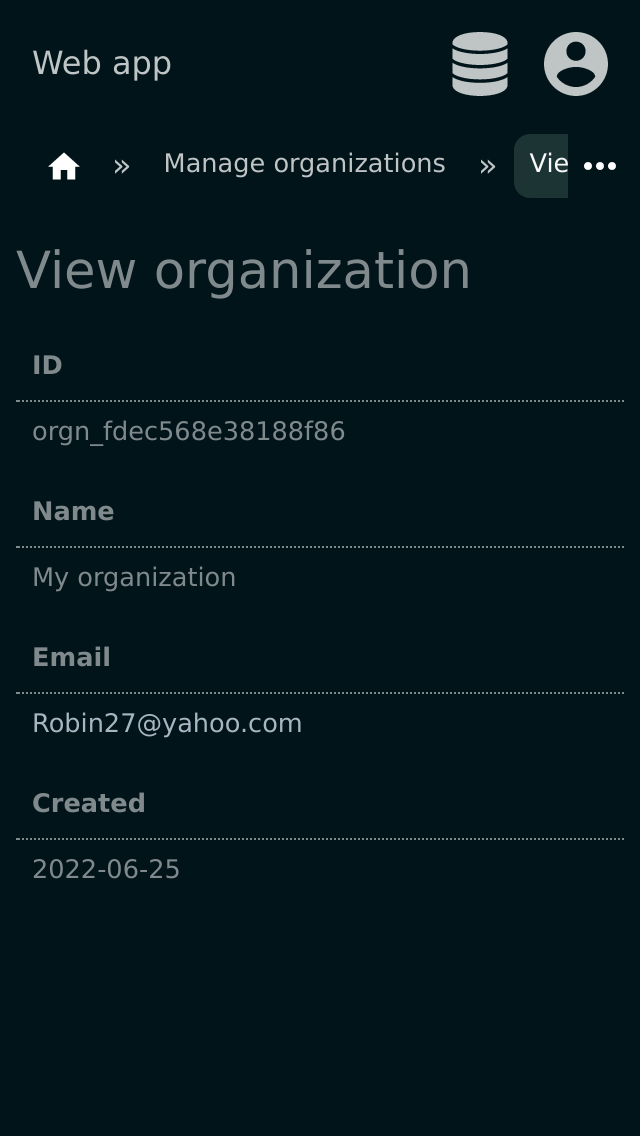 Web app
» Manage organizations » Vie •••
View organization
ID
orgn_fdec568e38188f86
Name
My organization
Email
Robin27@yahoo.com
Created
2022-06-25